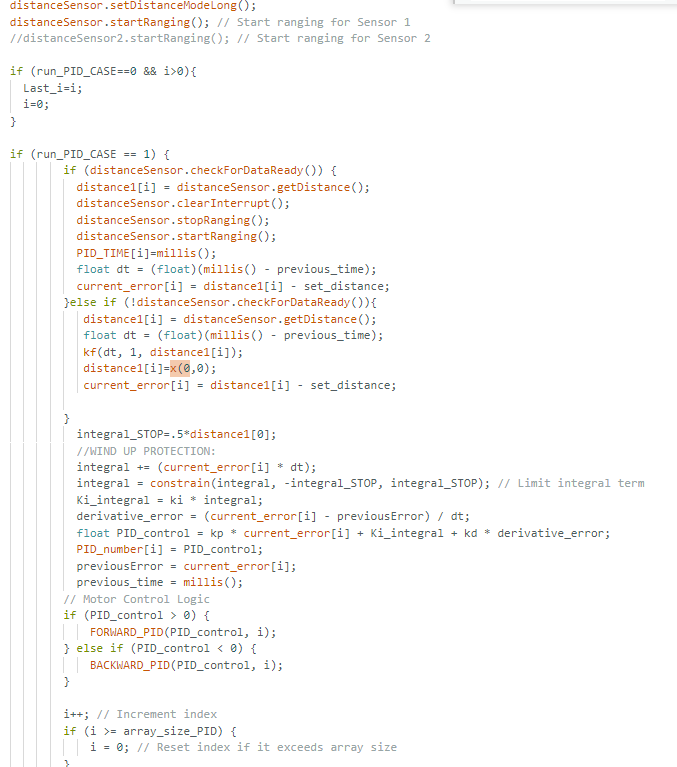 distanceSensor.setDistanceModeLong();
distanceSensor.startRanging(); // Start ranging for Sensor 1
//distanceSensor2.startRanging(); // Start ranging for Sensor 2
if (run_PID_CASE==0 && i>0){
Last_i=i;
i=0;
}
if (run_PID_CASE == 1) {
if (distanceSensor.checkForDataReady()) {
distance1[i] = distanceSensor.getDistance();
distanceSensor.clearInterrupt();
distanceSensor.stopRanging();
distanceSensor.startRanging();
PID_TIME[i]=millis();
float dt = (float)(millis() - previous_time);
current_error[i] = distance1[i] - set_distance;
}else if (!distanceSensor.checkForDataReady()){
distance1[i] = distanceSensor.getDistance();
float dt = (float)(millis() - previous_time);
kf(dt, 1, distance1[i]);
distance1[i]=x(0,0);
current_error[i] = distance1[i] - set_distance;
}
integral_STOP=.5*distance1[0];
//WIND UP PROTECTION:
integral += (current_error[i] * dt);
integral = constrain(integral, -integral_STOP, integral_STOP); // Limit integral term
Ki_integral = ki * integral;
derivative_error = (current_error[i] - previousError) / dt;
float PID_control = kp * current_error[i] + Ki_integral + kd * derivative_error;
PID_number[i] = PID_control;
previousError = current_error[i];
previous_time = millis();
// Motor Control Logic
if (PID_control > 0) {
FORWARD_PID(PID_control, i);
} else if (PID_control < 0) {
BACKWARD_PID(PID_control, i);
}
i++; // Increment index
if (i >= array_size_PID) {
i = 0; // Reset index if it exceeds array size
}